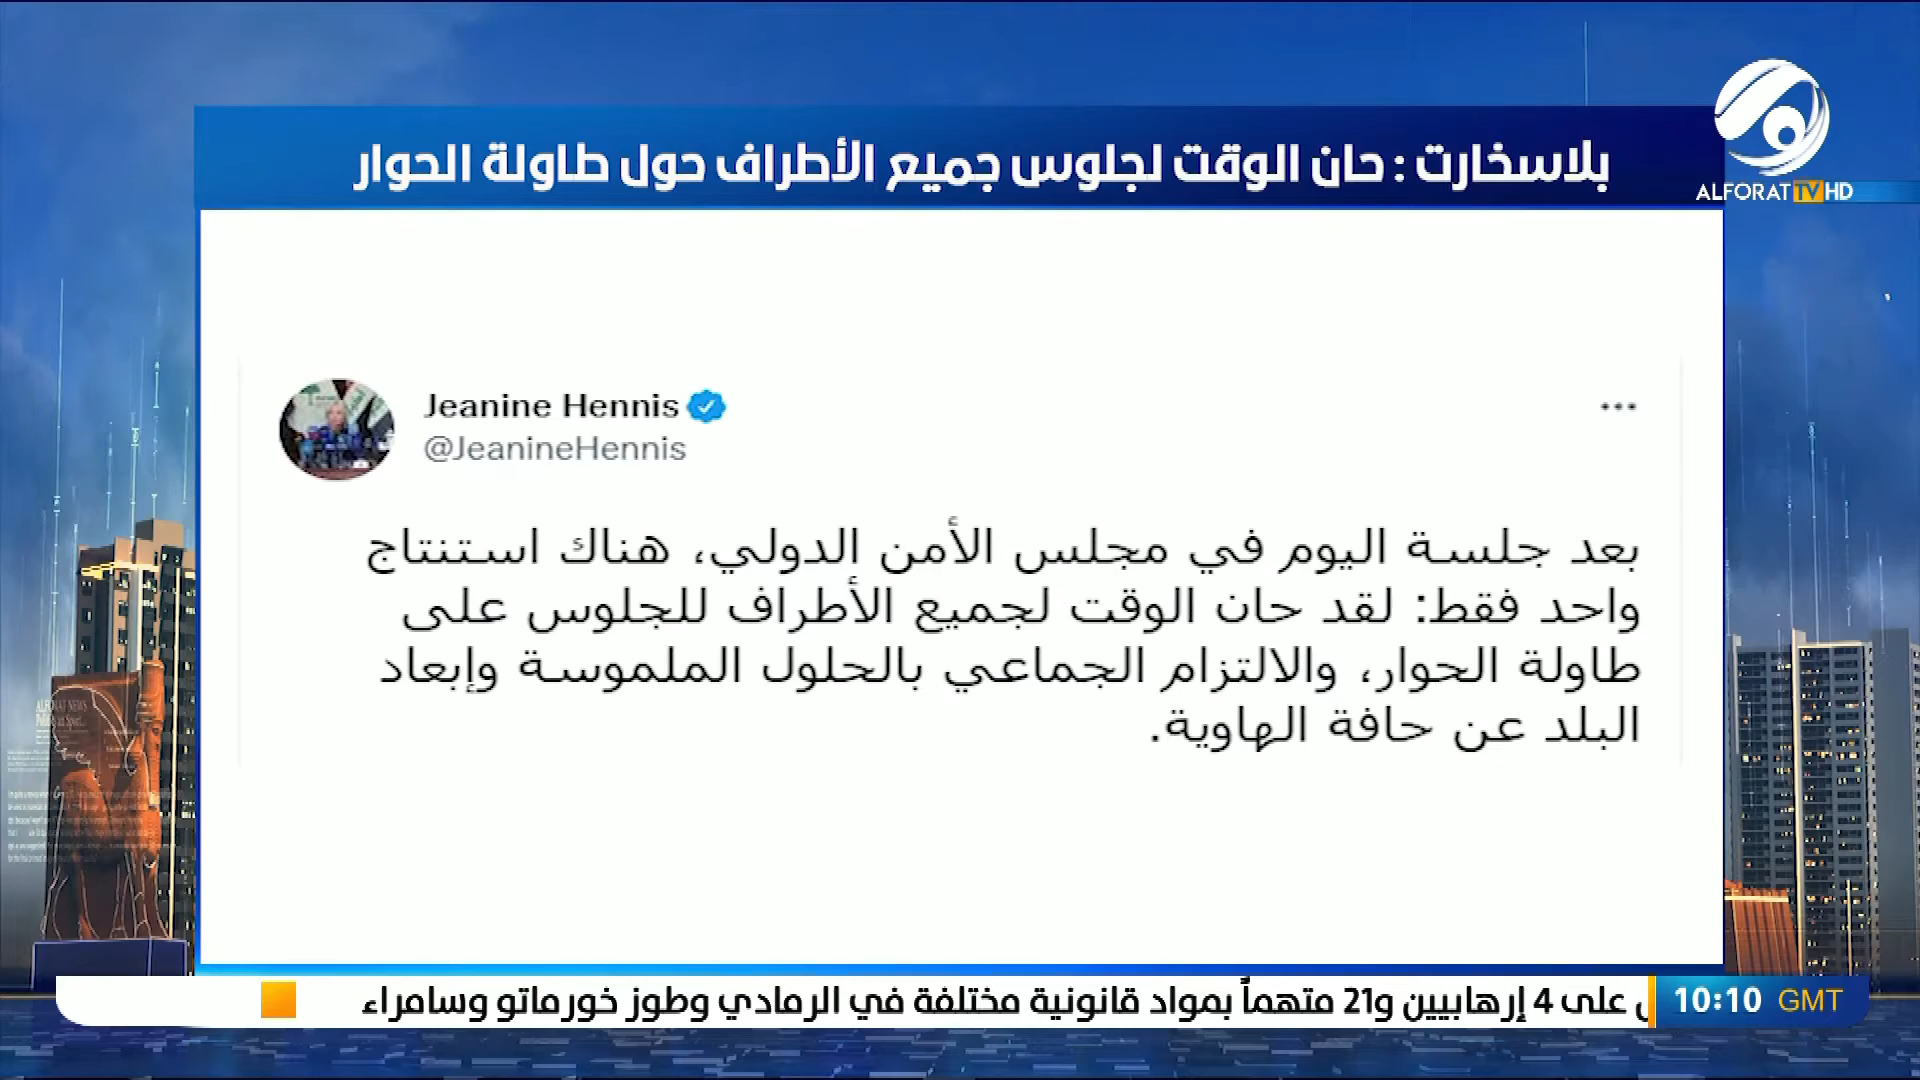 بلاسخارت : حان الوقت لجلوس جميع الأطراف حول طاولة الحوار
ALFORAT TV HD
Jeanine Hennis
@JeanineHennis
بعد جلسة اليوم في مجلس الأمن الدولي، هناك استنتاج
واحد فقط: لقد حان الوقت لجميع الأطراف للجلوس على
طاولة الحوار، والالتزام الجماعي بالحلول الملموسة وإبعاد
البلد عن حافة الهاوية.
ALFORAT NEWS
على 4 إرهابيين و21 متهماً بمواد قانونية مختلفة في الرمادي وطوز خورماتو وسامراء
10:10 GMT